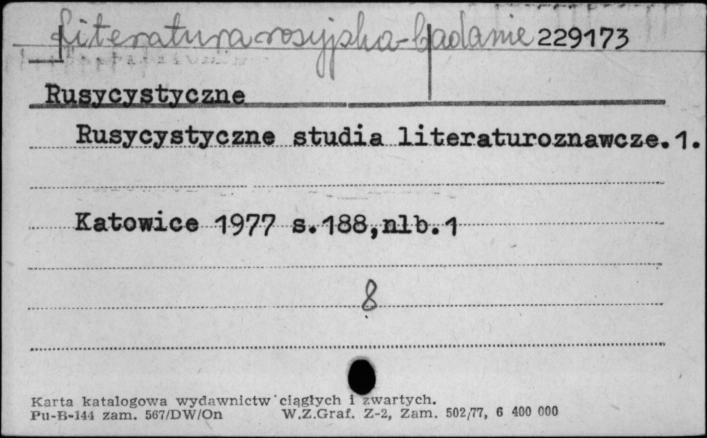 Literatura rosyjska-badanie 229173
Rusycystyczne
Rusycystyczne studia literaturoznawcze.1.
Katowice 1977 s.188,nlb.1
8
Karta katalogowa wydawnictw ciągłych i zwartych.
Pu-B-144 zam. 567/DW/On W.Z.Graf. Z-2, Zam. 502/77, 6 400 000